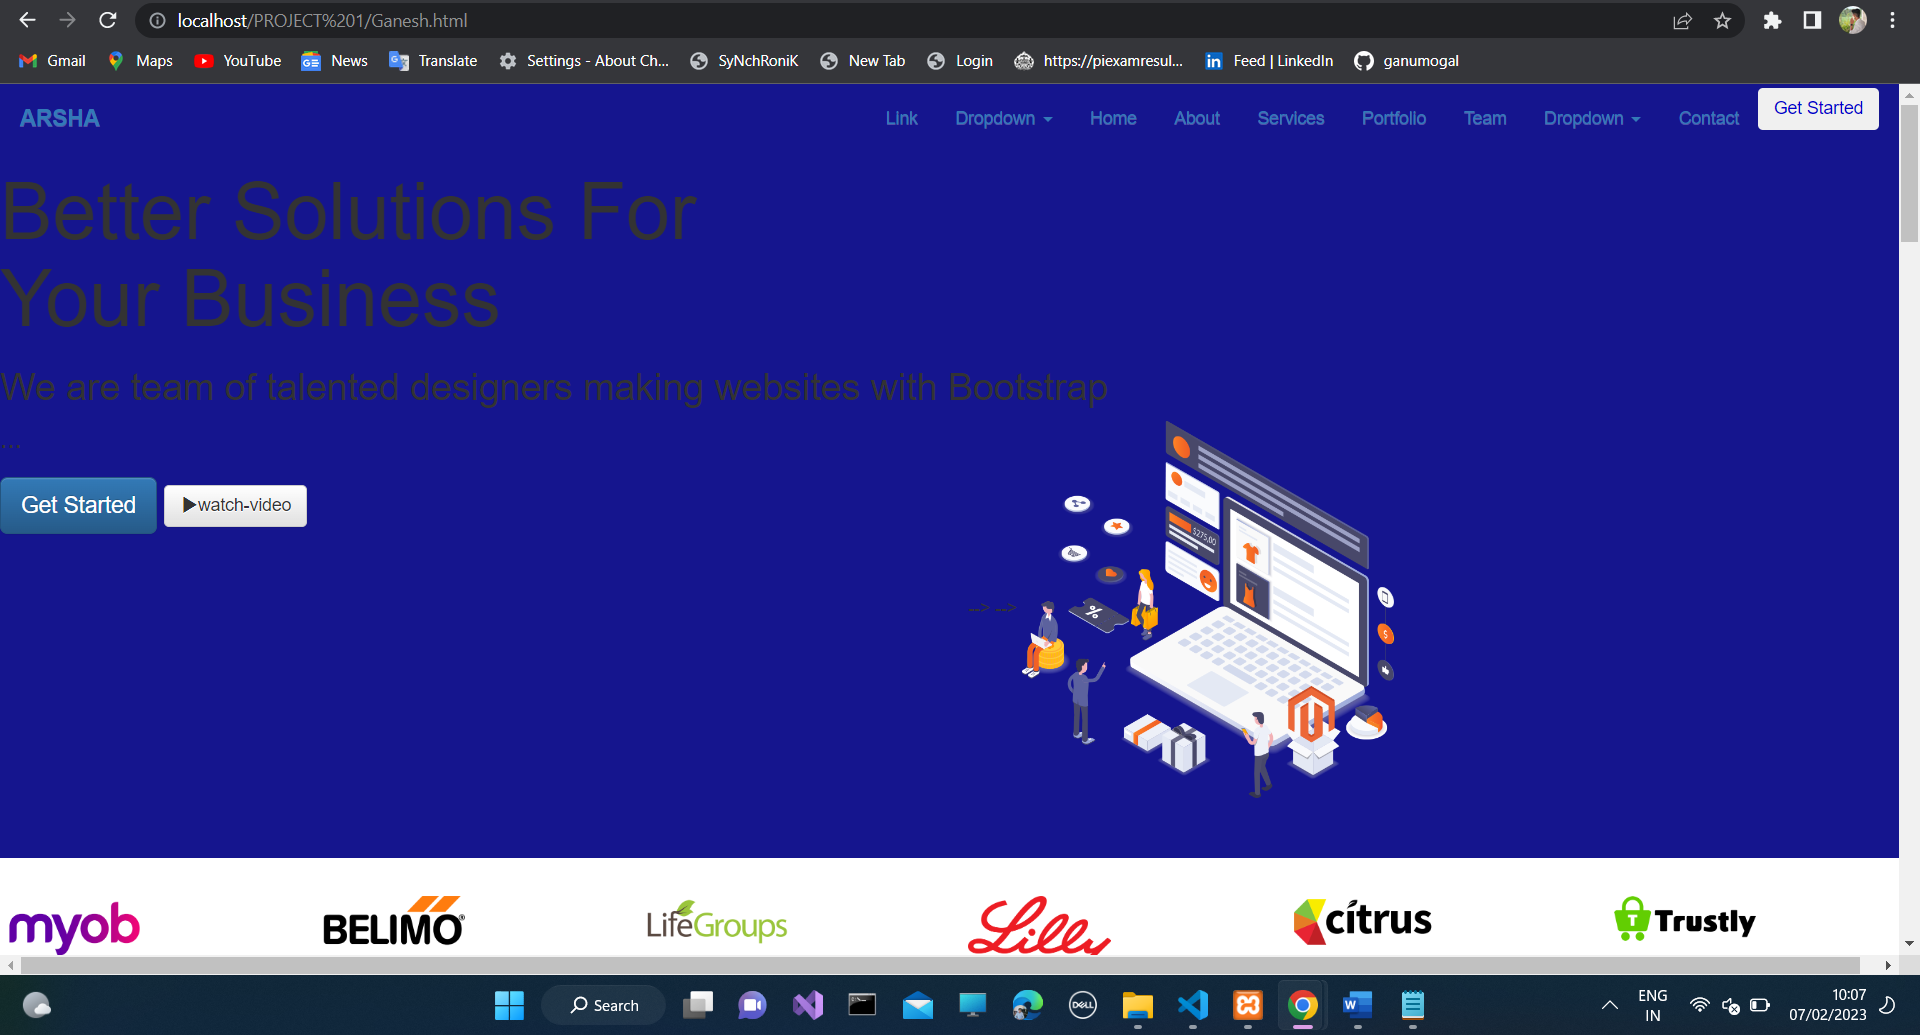 localhost/PROJECT%201/Ganesh.html
Gmail Maps YouTube News Translate Settings - About Ch... SyNchRoniK New Tab Login https://piexamresul... Feed | LinkedIn ganumogal
ARSHA Link Dropdown Home About Services Portfolio Team Dropdown Contact Get Started
Better Solutions For
Your Business
We are team of talented designers making websites with Bootstrap
...
Get Started watch-video
$275,00
%
--> -->
$
myob BELIMO® LifeGroups Lilly citrus T Trustly
Search DELL W ENG 10:07
IN 07/02/2023